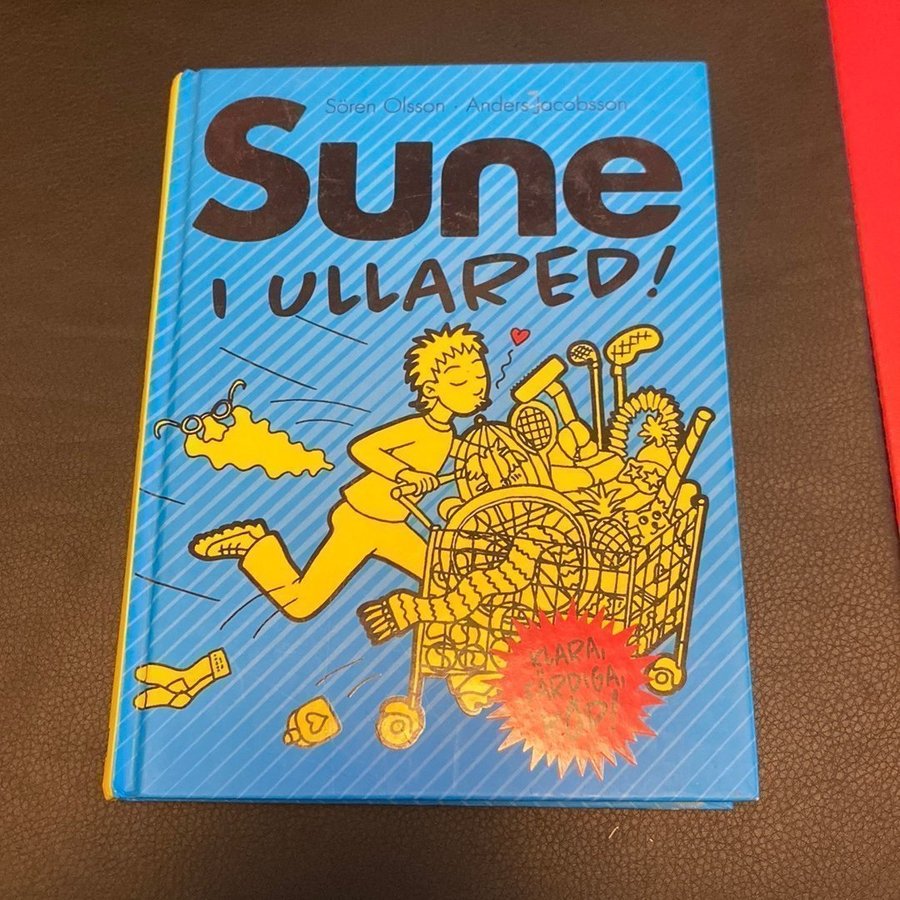 Sören Olsson · Anders Jacobsson
Sune
I ULLARED!
KLARA,
FÄRDIGA,